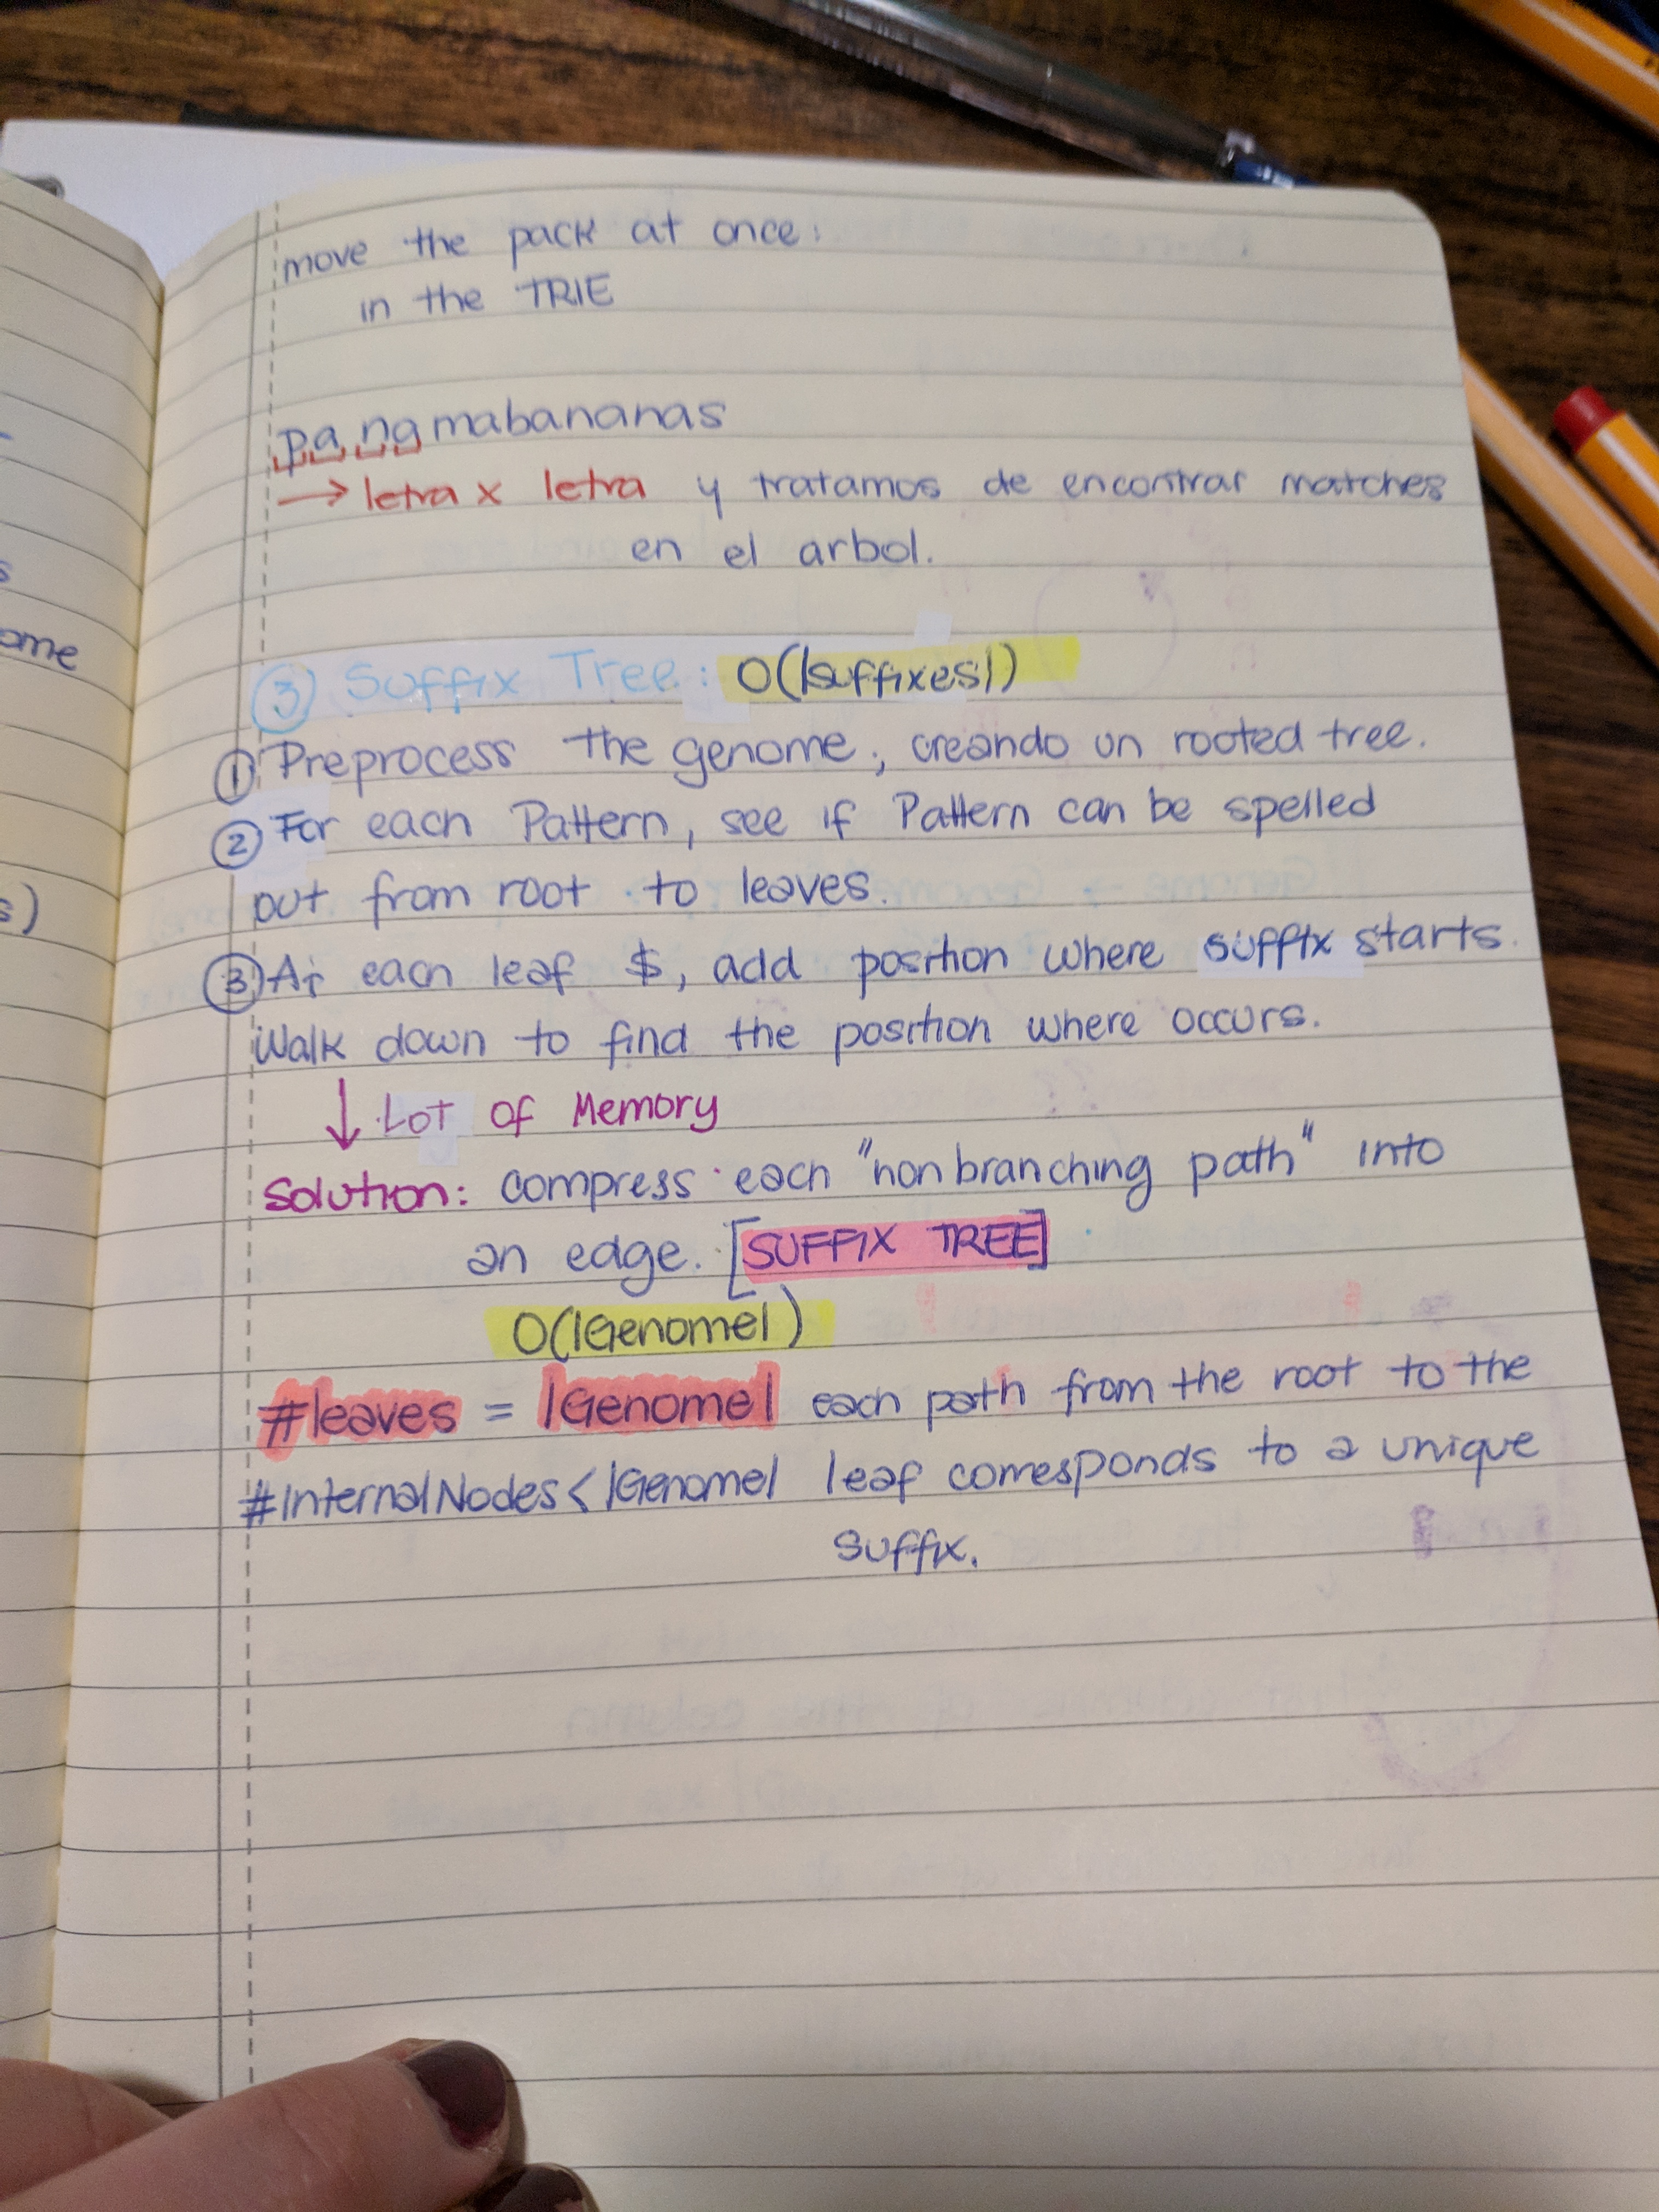 move the pack at once:
in the TRIE
pangmabananas
→ letra x letra y tratamos de encontrar matches
en el arbol.
③ Suffix Tree: O(|suffixes|)
① Preprocess the genome, creando un rooted tree.
② For each Pattern, see if Pattern can be spelled
out from root to leaves.
③ At each leaf $, add position where suffix starts.
Walk down to find the position where occurs.
↓ Lot of Memory
Solution: compress each "nonbranching path" into
an edge. [SUFFIX TREE]
O(|Genome|)
#leaves = |Genome| each path from the root to the
#InternalNodes < |Genome| leaf corresponds to a unique
suffix.
ome
s)